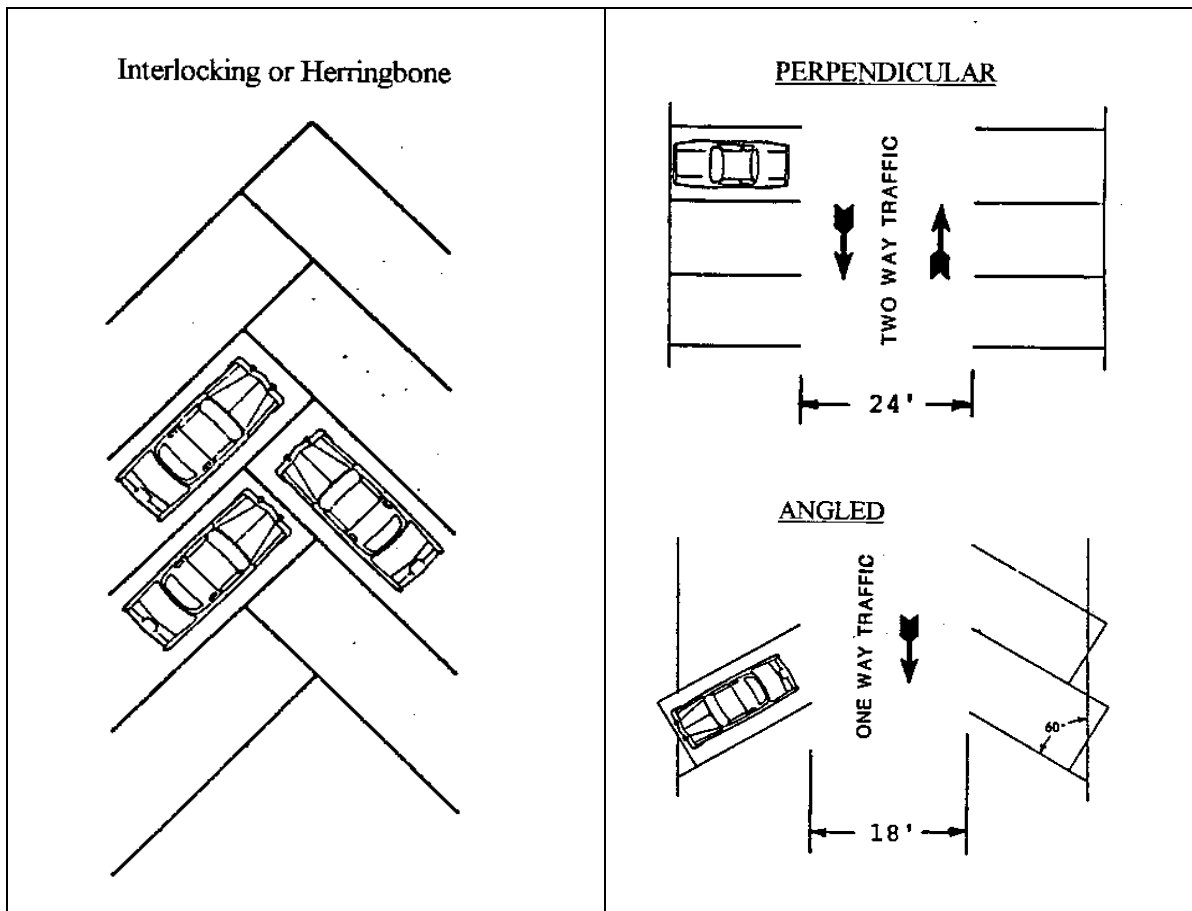 Interlocking or Herringbone
PERPENDICULAR
TWO WAY TRAFFIC
24'
ANGLED
ONE WAY TRAFFIC
60°
18'